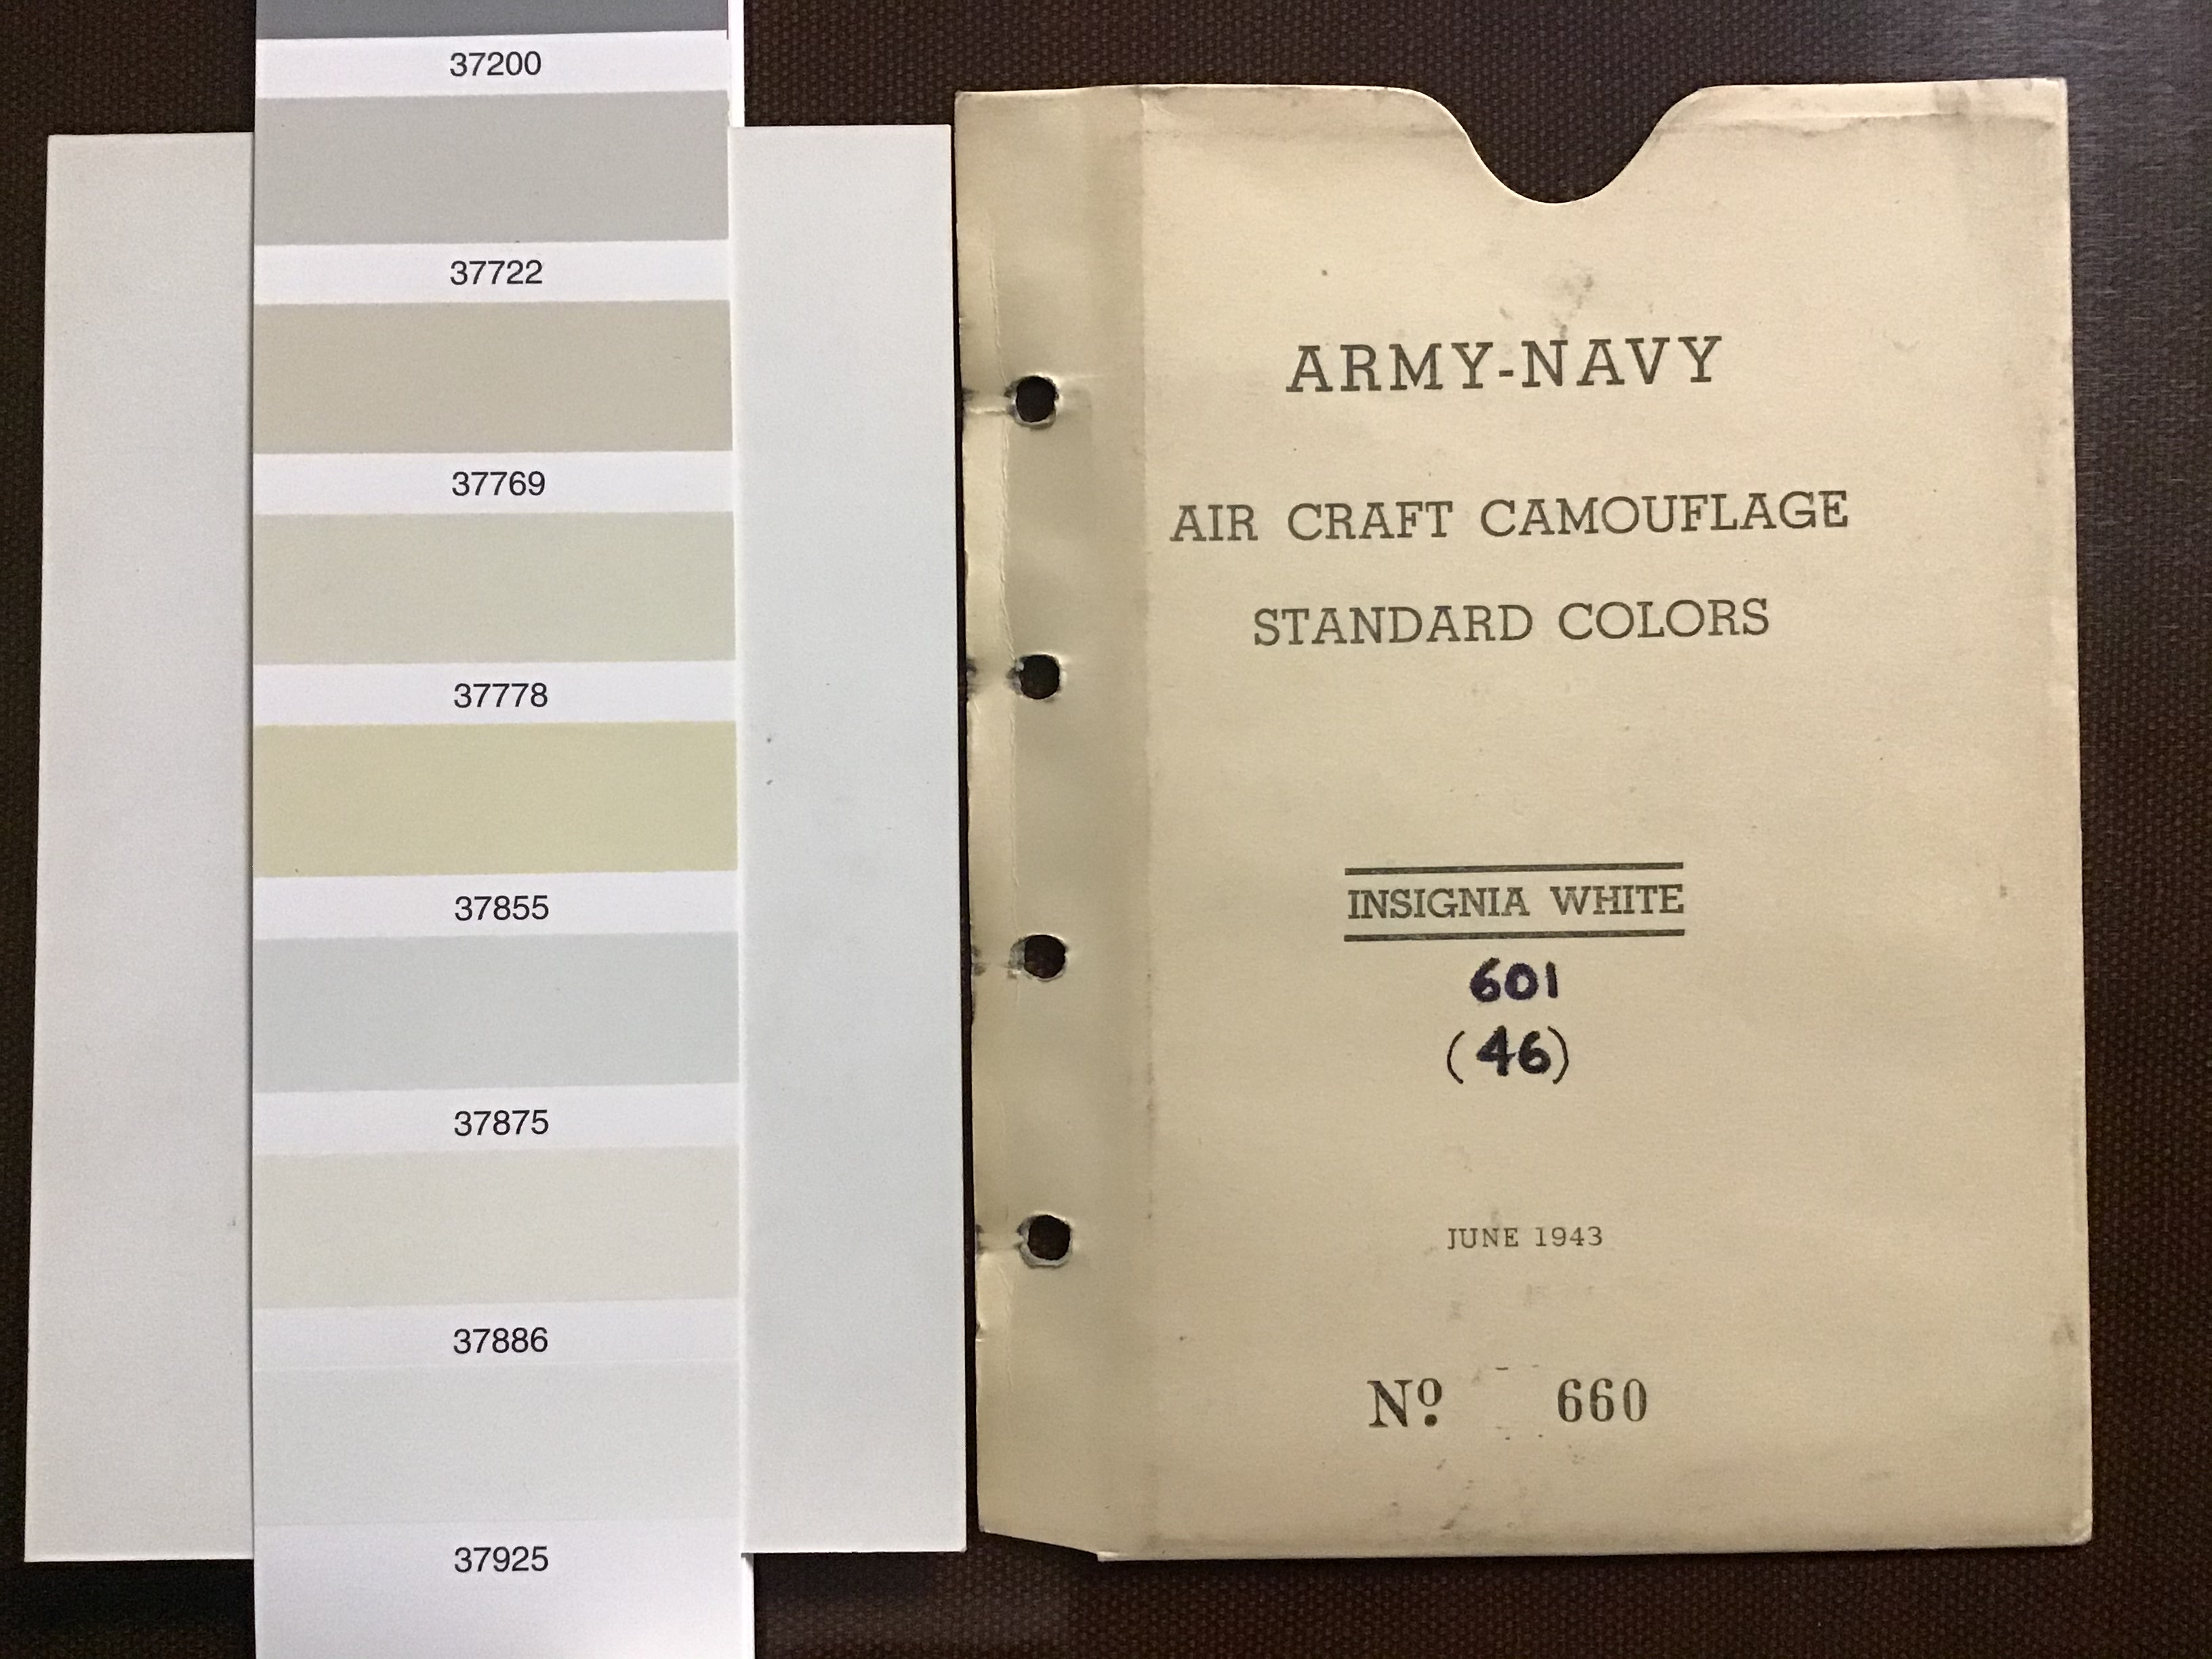 37200
37722
37769
37778
37855
37875
37886
37925
ARMY-NAVY
AIR CRAFT CAMOUFLAGE
STANDARD COLORS
INSIGNIA WHITE
601
(46)
JUNE 1943
Nº 660